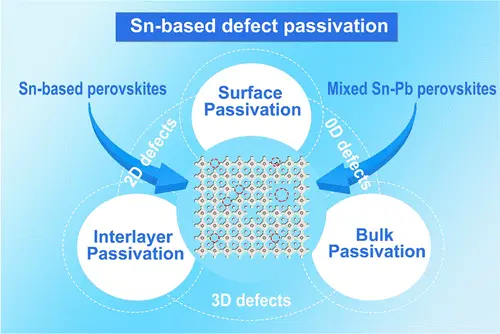 Sn-based defect passivation
Sn-based perovskites
Mixed Sn-Pb perovskites
Surface
Passivation
2D defects
0D defects
Interlayer
Passivation
Bulk
Passivation
3D defects